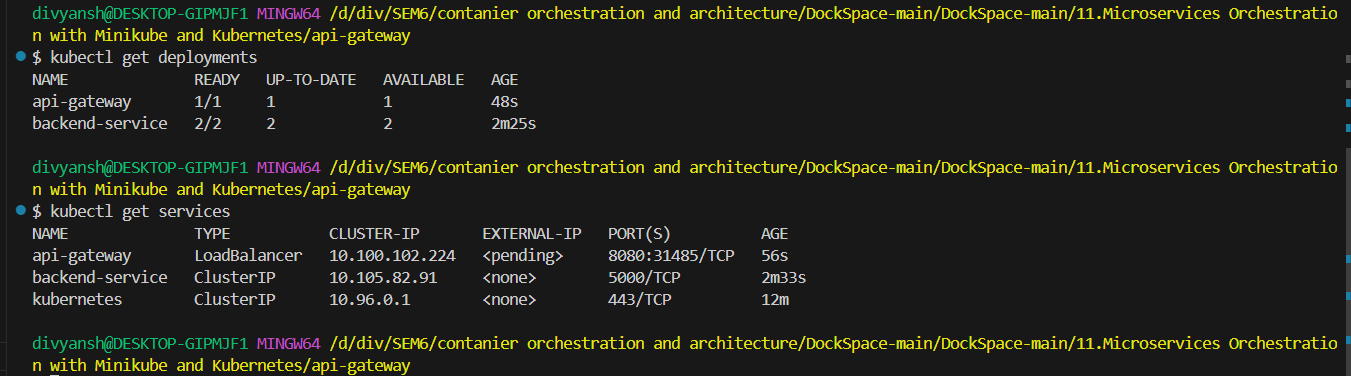 divyansh@DESKTOP-GIPMJF1 MINGW64 /d/div/SEM6/contanier orchestration and architecture/DockSpace-main/DockSpace-main/11.Microservices Orchestratio
n with Minikube and Kubernetes/api-gateway
$ kubectl get deployments
NAME              READY   UP-TO-DATE   AVAILABLE   AGE
api-gateway       1/1     1            1           48s
backend-service   2/2     2            2           2m25s
divyansh@DESKTOP-GIPMJF1 MINGW64 /d/div/SEM6/contanier orchestration and architecture/DockSpace-main/DockSpace-main/11.Microservices Orchestratio
n with Minikube and Kubernetes/api-gateway
$ kubectl get services
NAME              TYPE           CLUSTER-IP       EXTERNAL-IP   PORT(S)          AGE
api-gateway       LoadBalancer   10.100.102.224   <pending>     8080:31485/TCP   56s
backend-service   ClusterIP      10.105.82.91     <none>        5000/TCP         2m33s
kubernetes        ClusterIP      10.96.0.1        <none>        443/TCP          12m
divyansh@DESKTOP-GIPMJF1 MINGW64 /d/div/SEM6/contanier orchestration and architecture/DockSpace-main/DockSpace-main/11.Microservices Orchestratio
n with Minikube and Kubernetes/api-gateway